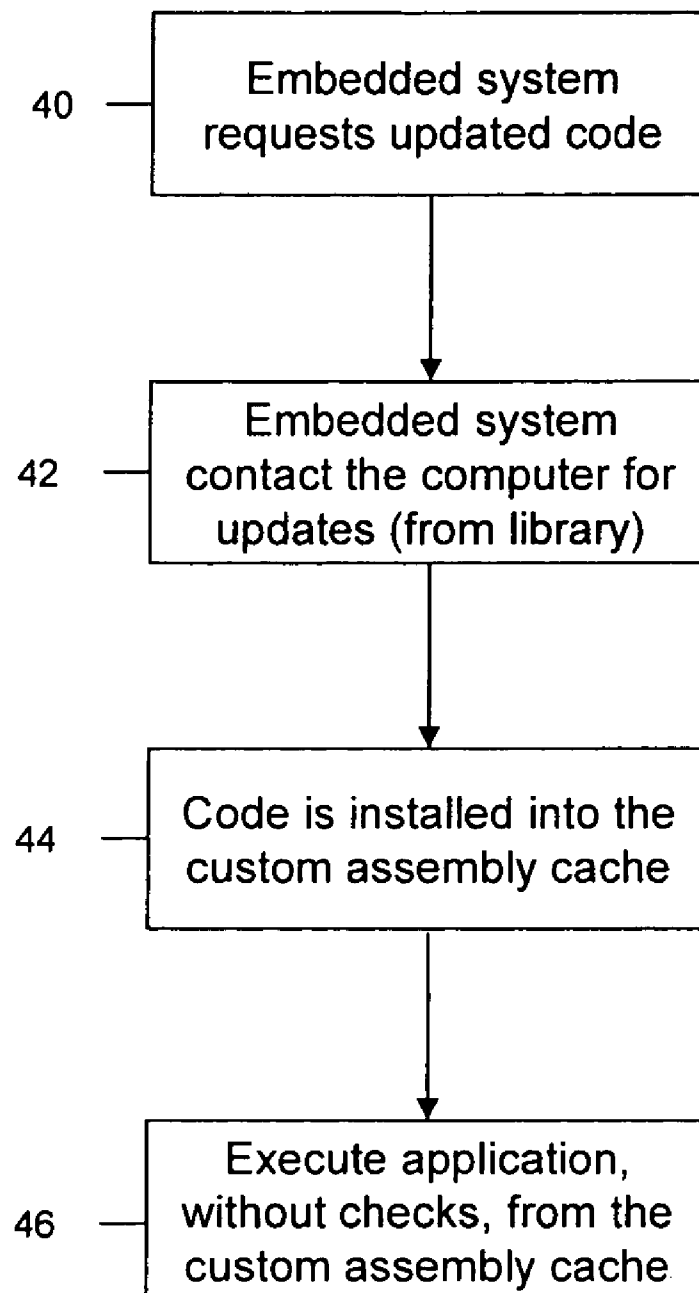 40
Embedded system
requests updated code
42
Embedded system
contact the computer for
updates (from library)
44
Code is installed into the
custom assembly cache
46
Execute application,
without checks, from the
custom assembly cache